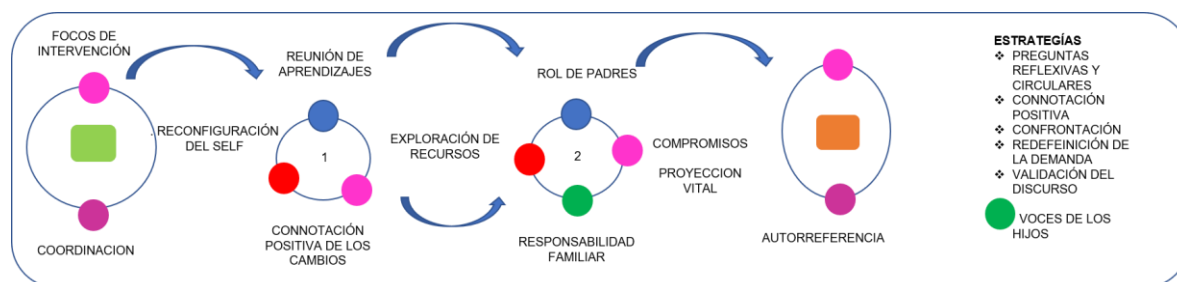 FOCOS DE
INTERVENCIÓN
RECONFIGURACIÓN
DEL SELF
COORDINACION
REUNIÓN DE
APRENDIZAJES
1
CONNOTACIÓN
POSITIVA DE LOS
CAMBIOS
EXPLORACIÓN DE
RECURSOS
ROL DE PADRES
2
RESPONSABILIDAD
FAMILIAR
COMPROMISOS
PROYECCION
VITAL
AUTORREFERENCIA
ESTRATEGÍAS
❖ PREGUNTAS
REFLEXIVAS Y
CIRCULARES
❖ CONNOTACIÓN
POSITIVA
❖ CONFRONTACIÓN
❖ REDEFEINICIÓN DE
LA DEMANDA
❖ VALIDACIÓN DEL
DISCURSO
VOCES DE LOS
HIJOS